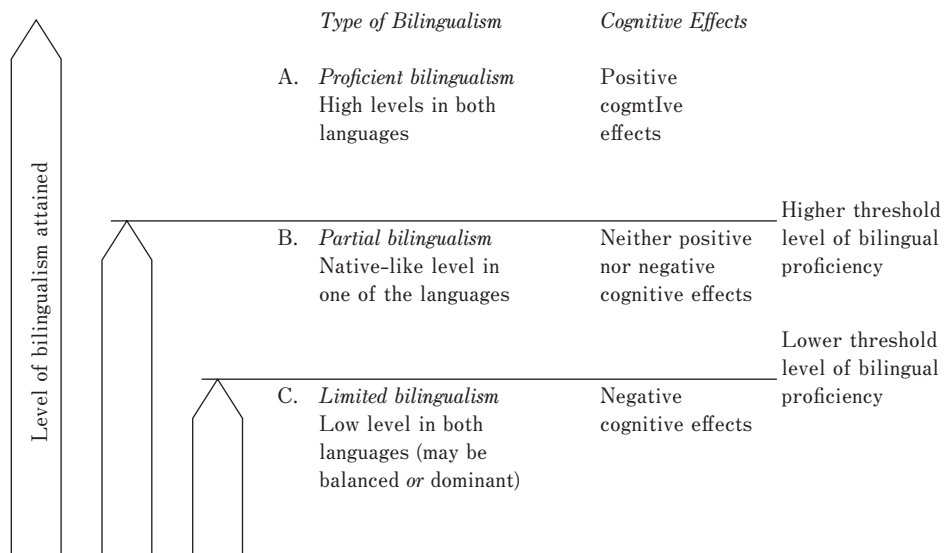 Type of Bilingualism Cognitive Effects
A. Proficient bilingualism
High levels in both
languages
Positive
cogmtIve
effects
Higher threshold
level of bilingual
proficiency
B. Partial bilingualism
Native-like level in
one of the languages
Neither positive
nor negative
cognitive effects
Lower threshold
level of bilingual
proficiency
C. Limited bilingualism
Low level in both
languages (may be
balanced or dominant)
Negative
cognitive effects
Level of bilingualism attained